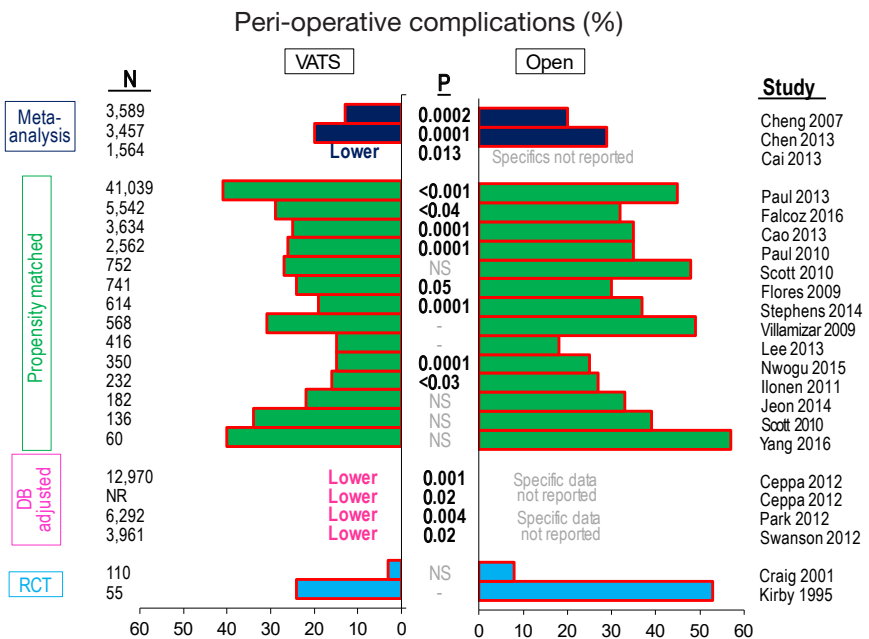 Peri-operative complications (%)
VATS Open
N P Study
Meta-
analysis
3,589 0.0002 Cheng 2007
3,457 0.0001 Chen 2013
1,564 Lower 0.013 Specifics not reported Cai 2013
Propensity matched
41,039 <0.001 Paul 2013
5,542 <0.04 Falcoz 2016
3,634 0.0001 Cao 2013
2,562 0.0001 Paul 2010
752 NS Scott 2010
741 0.05 Flores 2009
614 0.0001 Stephens 2014
568 - Villamizar 2009
416 - Lee 2013
350 0.0001 Nwogu 2015
232 <0.03 Ilonen 2011
182 NS Jeon 2014
136 NS Scott 2010
60 NS Yang 2016
DB
adjusted
12,970 Lower 0.001 Specific data Ceppa 2012
NR Lower 0.02 not reported Ceppa 2012
6,292 Lower 0.004 Specific data Park 2012
3,961 Lower 0.02 not reported Swanson 2012
RCT
110 NS Craig 2001
55 - Kirby 1995
60 50 40 30 20 10 0 0 10 20 30 40 50 60